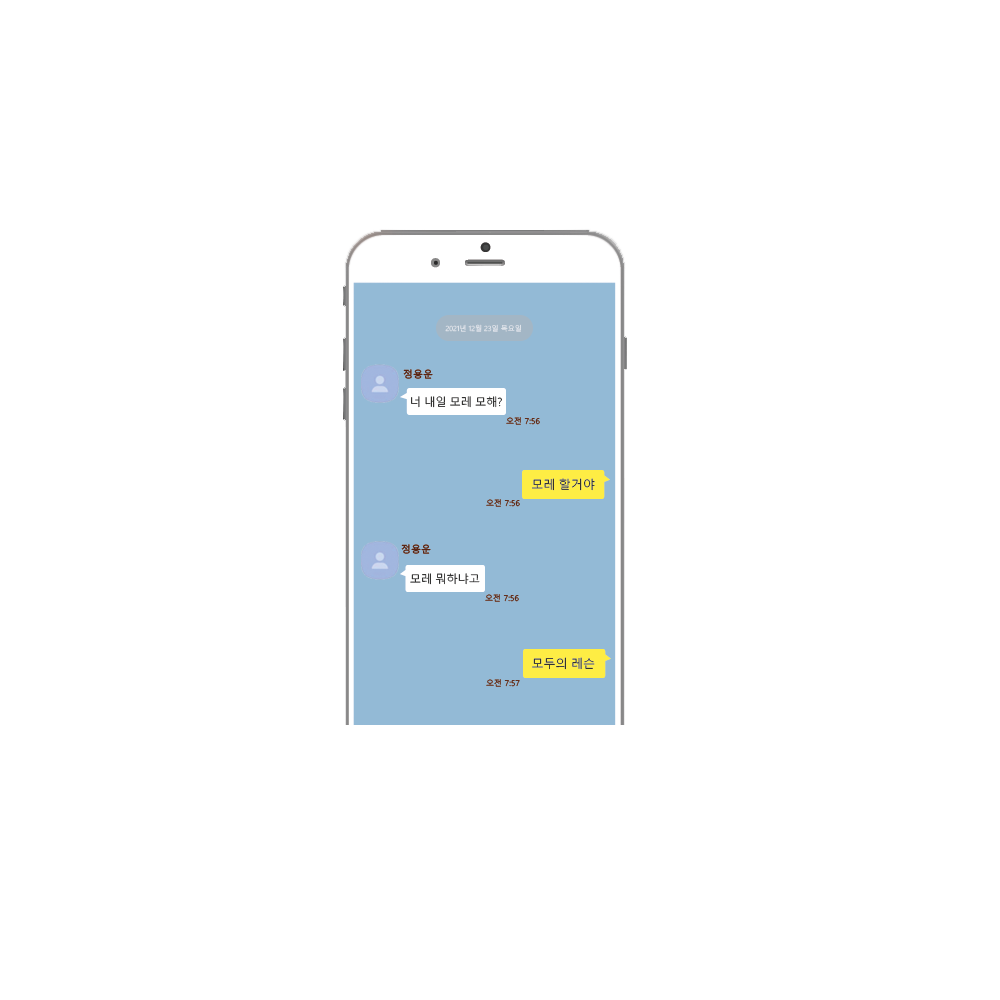 2021년 12월 23일 목요일
정용운
너 내일 모레 모해?
오전 7:56
모레 할거야
오전 7:56
정용운
모레 뭐하냐고
오전 7:56
모두의 레슨
오전 7:57